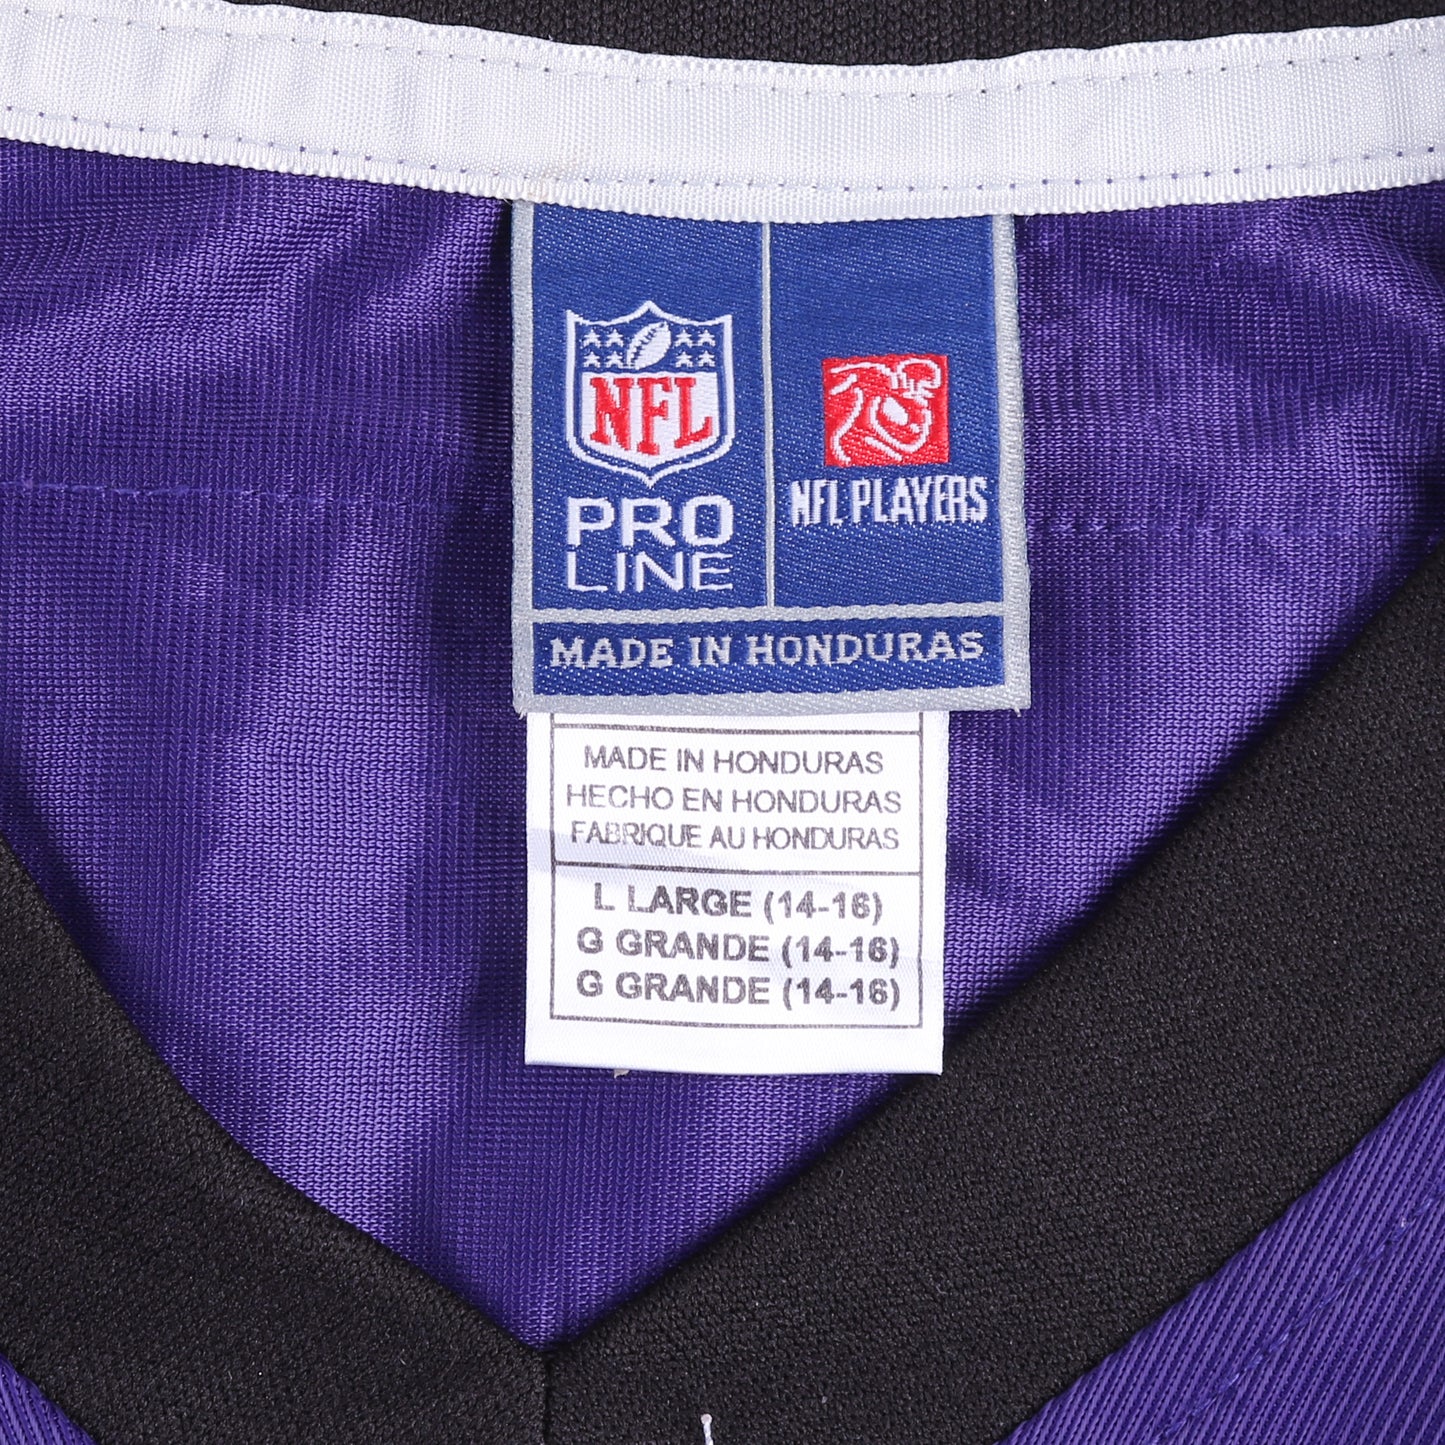 NFL
PRO
LINE
NFL PLAYERS
MADE IN HONDURAS
MADE IN HONDURAS
HECHO EN HONDURAS
FABRIQUE AU HONDURAS
L LARGE (14-16)
G GRANDE (14-16)
G GRANDE (14-16)